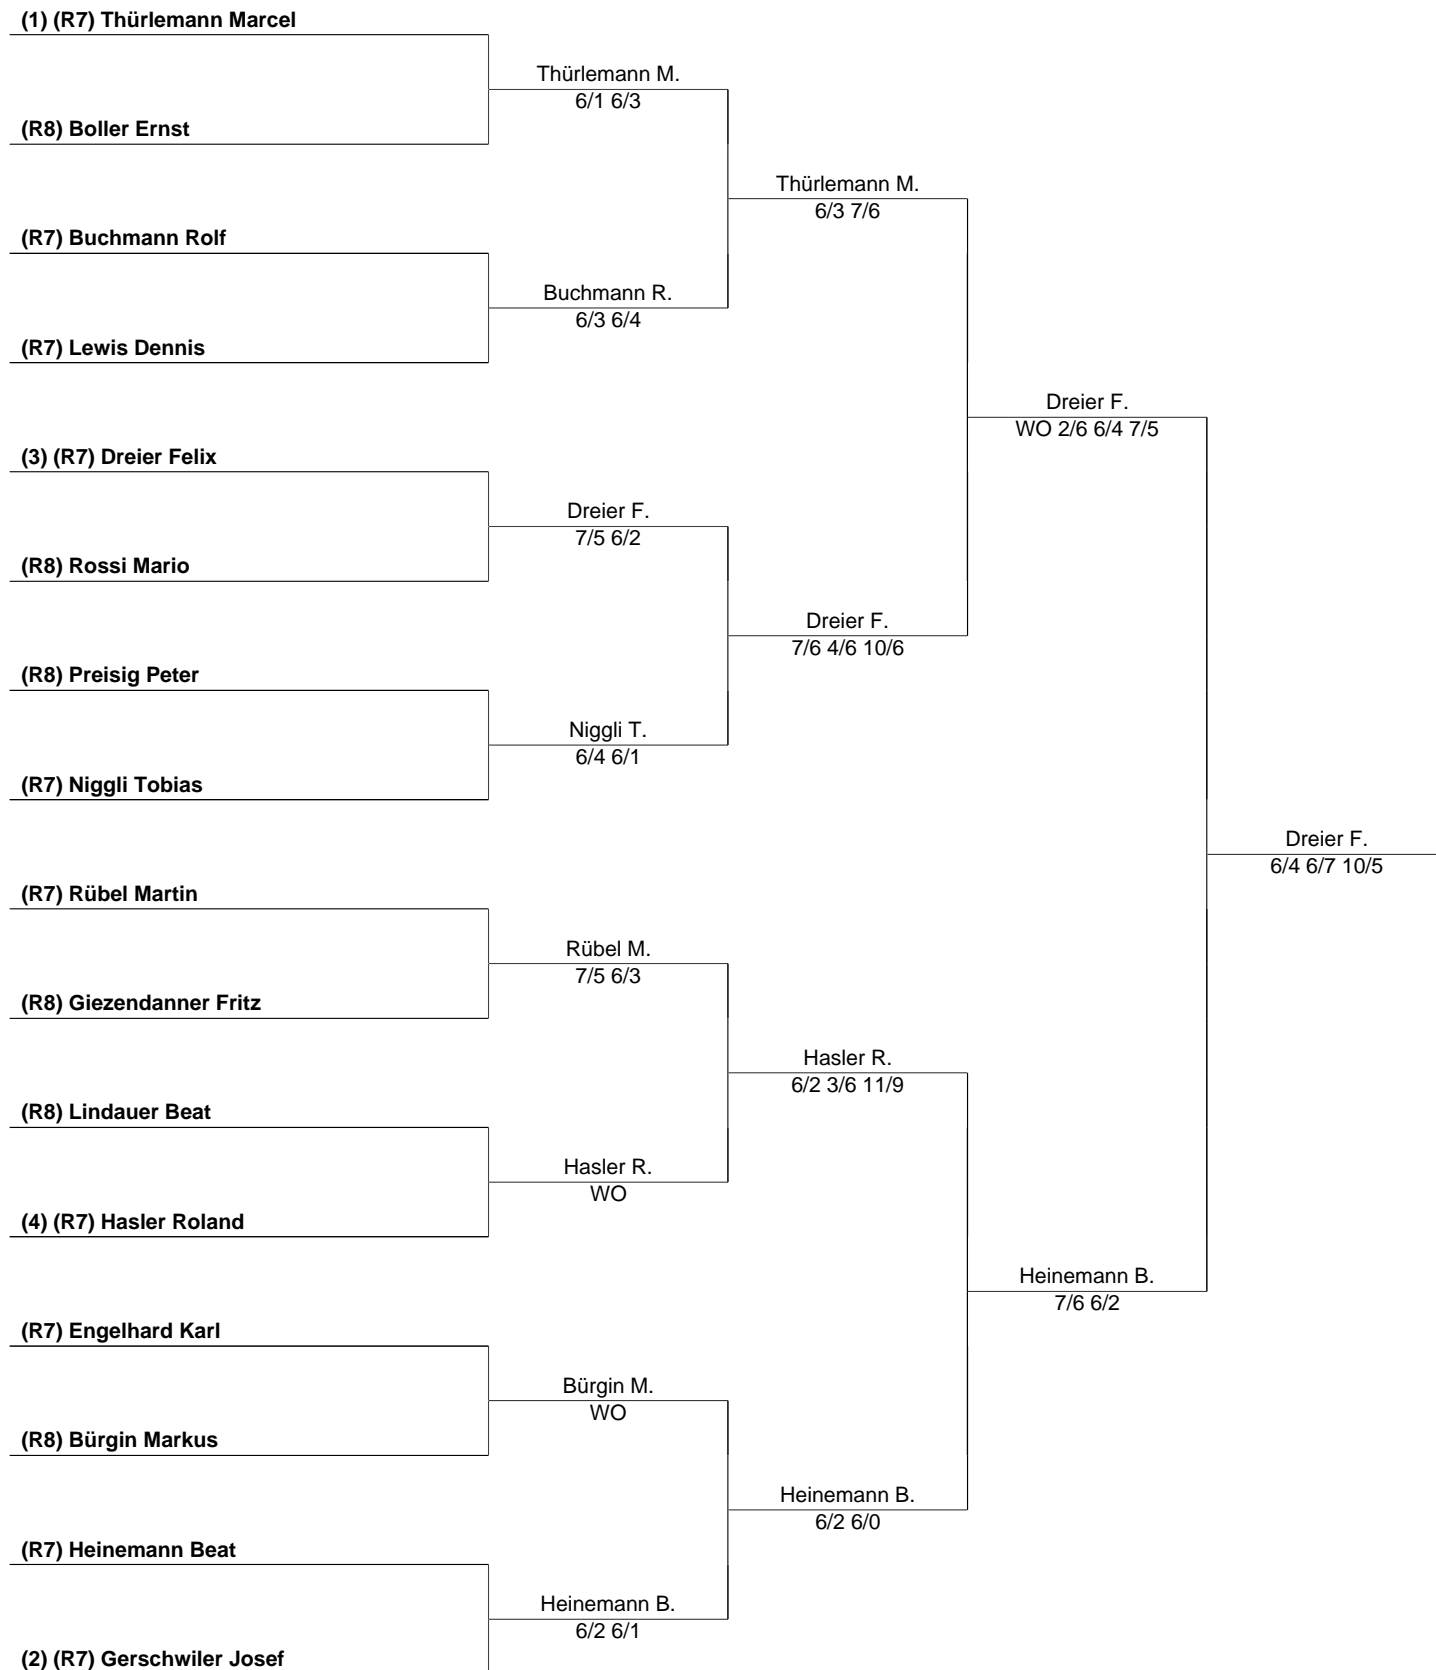 (1) (R7) Thürlemann Marcel
Thürlemann M.
6/1 6/3
(R8) Boller Ernst
Thürlemann M.
6/3 7/6
(R7) Buchmann Rolf
Buchmann R.
6/3 6/4
(R7) Lewis Dennis
Dreier F.
WO 2/6 6/4 7/5
(3) (R7) Dreier Felix
Dreier F.
7/5 6/2
(R8) Rossi Mario
Dreier F.
7/6 4/6 10/6
(R8) Preisig Peter
Niggli T.
6/4 6/1
(R7) Niggli Tobias
Dreier F.
6/4 6/7 10/5
(R7) Rübel Martin
Rübel M.
7/5 6/3
(R8) Giezendanner Fritz
Hasler R.
6/2 3/6 11/9
(R8) Lindauer Beat
Hasler R.
WO
(4) (R7) Hasler Roland
Heinemann B.
7/6 6/2
(R7) Engelhard Karl
Bürgin M.
WO
(R8) Bürgin Markus
Heinemann B.
6/2 6/0
(R7) Heinemann Beat
Heinemann B.
6/2 6/1
(2) (R7) Gerschwiler Josef